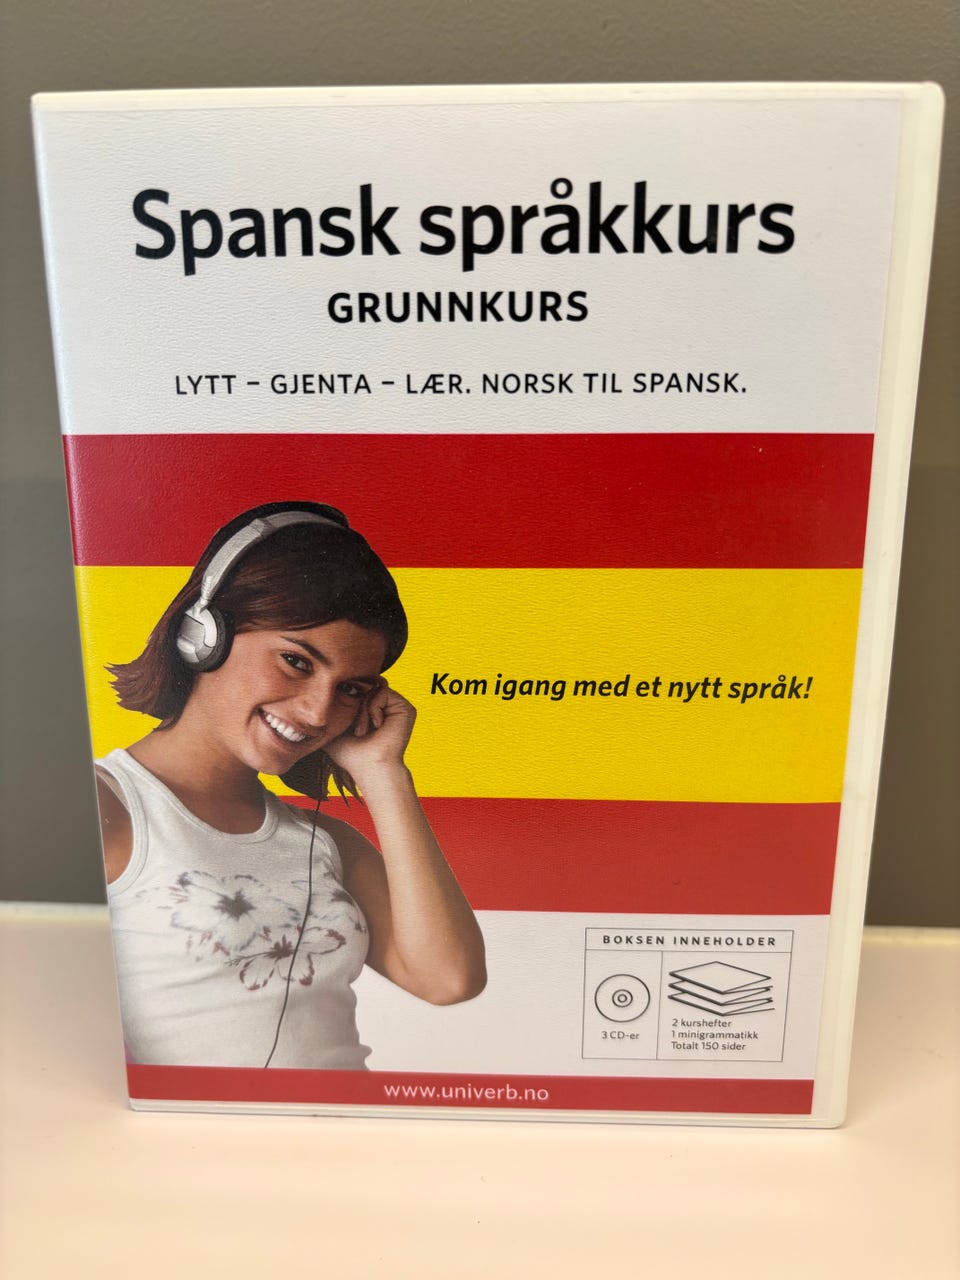 Spansk språkkurs
GRUNNKURS
LYTT – GJENTA – LÆR. NORSK TIL SPANSK.
Kom igang med et nytt språk!
BOKSEN INNEHOLDER
3 CD-er
2 kurshefter
1 minigrammatikk
Totalt 150 sider
www.univerb.no